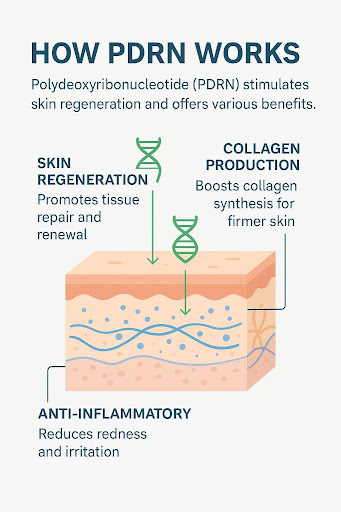 HOW PDRN WORKS
Polydeoxyribonucleotide (PDRN) stimulates
skin regeneration and offers various benefits.
SKIN
REGENERATION
Promotes tissue
repair and
renewal
COLLAGEN
PRODUCTION
Boosts collagen
synthesis for
firmer skin
ANTI-INFLAMMATORY
Reduces redness
and irritation